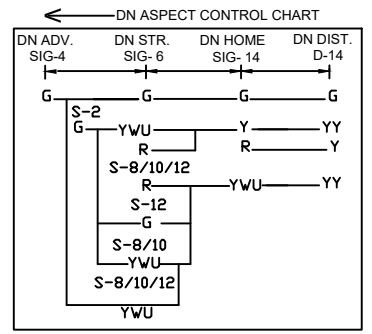 DN ASPECT CONTROL CHART
DN ADV. DN STR. DN HOME DN DIST.
SIG-4 SIG- 6 SIG- 14 D-14
G G G G
S-2
G YWU Y YY
R R Y
S-8/10/12
R YWU YY
S-12
G
S-8/10
YWU
S-8/10/12
YWU